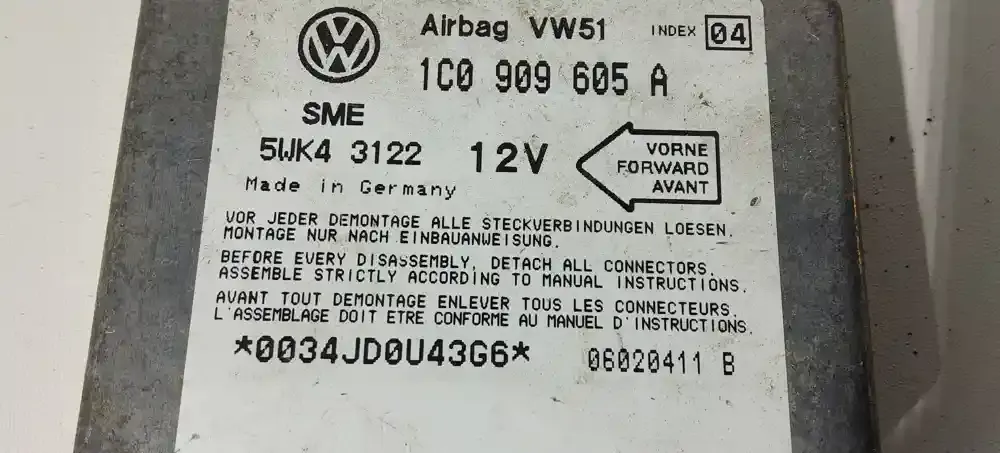 Airbag VW51 INDEX 04
1C0 909 605 A
SME
5WK4 3122 12V
VORNE
FORWARD
AVANT
Made in Germany
VOR JEDER DEMONTAGE ALLE STECKVERBINDUNGEN LOESEN.
MONTAGE NUR NACH EINBAUANWEISUNG.
BEFORE EVERY DISASSEMBLY, DETACH ALL CONNECTORS.
ASSEMBLE STRICTLY ACCORDING TO MANUAL INSTRUCTIONS.
AVANT TOUT DEMONTAGE ENLEVER TOUS LES CONNECTEURS.
L'ASSEMBLAGE DOIT ETRE CONFORME AU MANUEL D'INSTRUCTIONS.
*0034JD0U43G6* 06020411 B